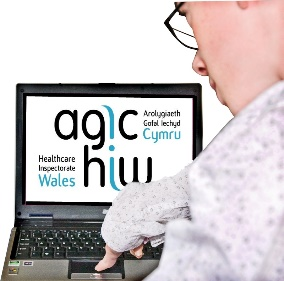 agic
Arolygiaeth
Gofal Iechyd
Cymru
Healthcare
Inspectorate
Wales
hiw